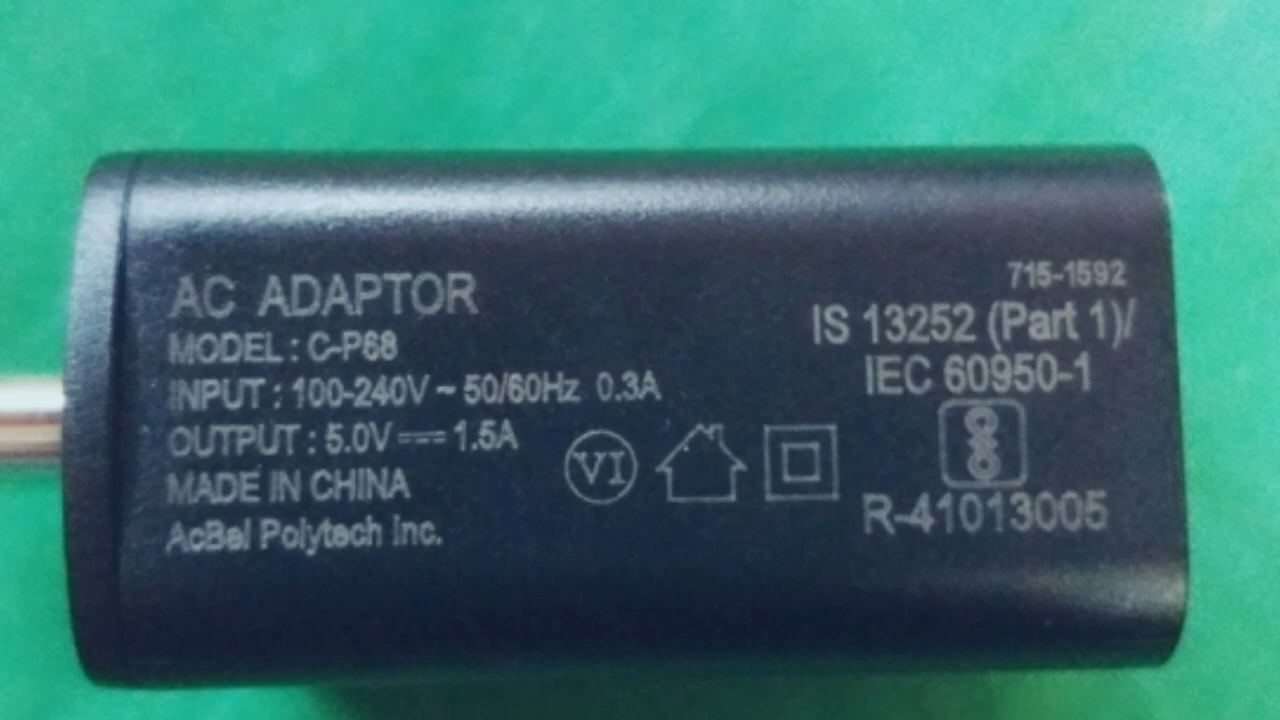 AC ADAPTOR
MODEL : C-P68
INPUT : 100-240V ~ 50/60Hz 0.3A
OUTPUT : 5.0V ⎓ 1.5A
MADE IN CHINA
AcBel Polytech Inc.
VI
715-1592
IS 13252 (Part 1)/
IEC 60950-1
R-41013005